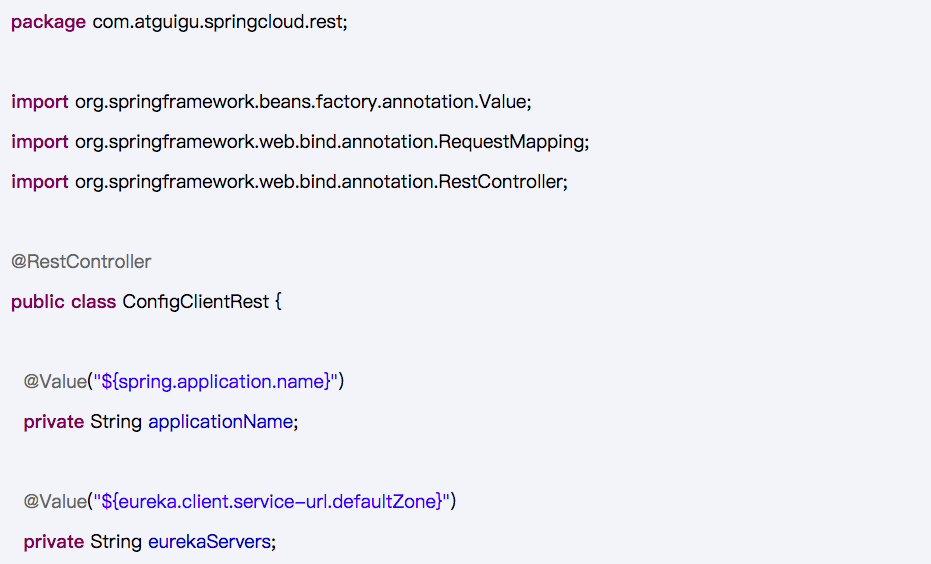 package com.atguigu.springcloud.rest;
import org.springframework.beans.factory.annotation.Value;
import org.springframework.web.bind.annotation.RequestMapping;
import org.springframework.web.bind.annotation.RestController;
@RestController
public class ConfigClientRest {
@Value("${spring.application.name}")
private String applicationName;
@Value("${eureka.client.service-url.defaultZone}")
private String eurekaServers;